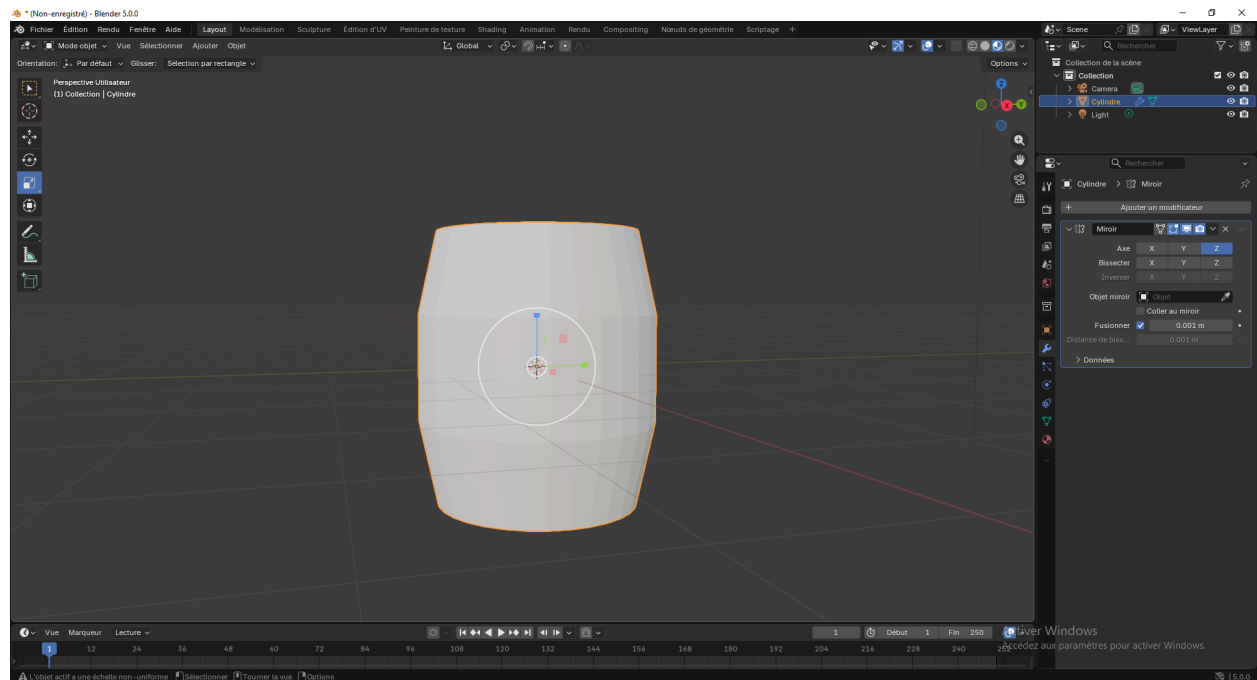 * (Non-enregistré) - Blender 5.0.0
Fichier Édition Rendu Fenêtre Aide Layout Modélisation Sculpture Édition d'UV Peinture de texture Shading Animation Rendu Compositing Nœuds de géométrie Scriptage + Scene ViewLayer
Mode objet Vue Sélectionner Ajouter Objet Global Rechercher
Orientation: Par défaut Glisser: Sélection par rectangle Options
Collection de la scène
Perspective Utilisateur
(1) Collection | Cylindre
Z
X Y
Collection
Camera
Cylindre
Light
Rechercher
Cylindre > Miroir
+ Ajouter un modificateur
Miroir
Axe X Y Z
Bissecter X Y Z
Inverser X Y Z
Objet miroir Objet
Coller au miroir
Fusionner 0.001 m
Distance de biss... 0.001 m
Données
Vue Marqueur Lecture 1 Début 1 Fin 250
1 12 24 36 48 60 72 84 96 108 120 132 144 156 168 180 192 204 216 228 240 252
Activer Windows
Accédez aux paramètres pour activer Windows.
L'objet actif a une échelle non-uniforme Sélectionner Tourner la vue Options 5.0.0